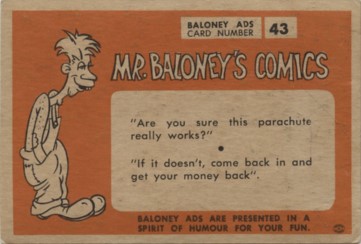 BALONEY ADS
CARD NUMBER 43
MR. BALONEY'S COMICS
"Are you sure this parachute
really works?"
"If it doesn't, come back in and
get your money back".
BALONEY ADS ARE PRESENTED IN A
SPIRIT OF HUMOUR FOR YOUR FUN.